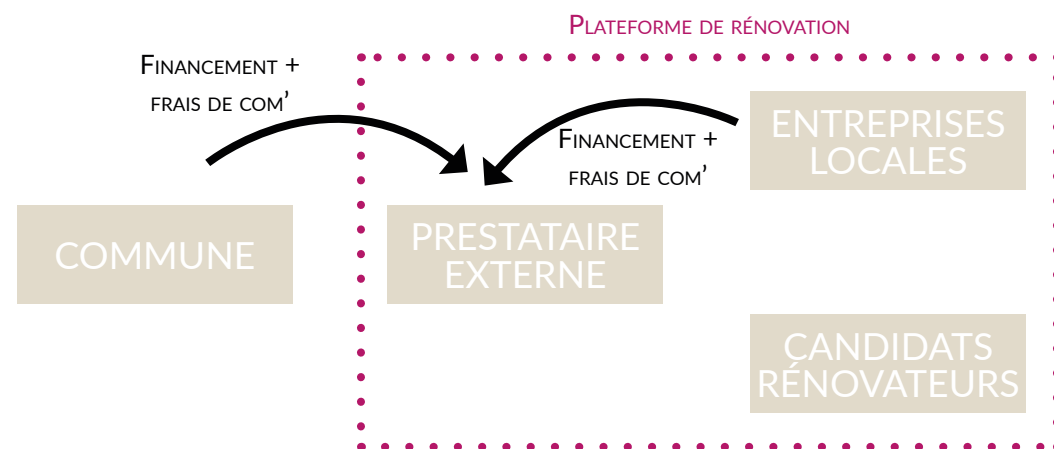 Plateforme de rénovation
Financement +
frais de com’
Financement +
frais de com’
ENTREPRISES
LOCALES
COMMUNE
PRESTATAIRE
EXTERNE
CANDIDATS
RÉNOVATEURS